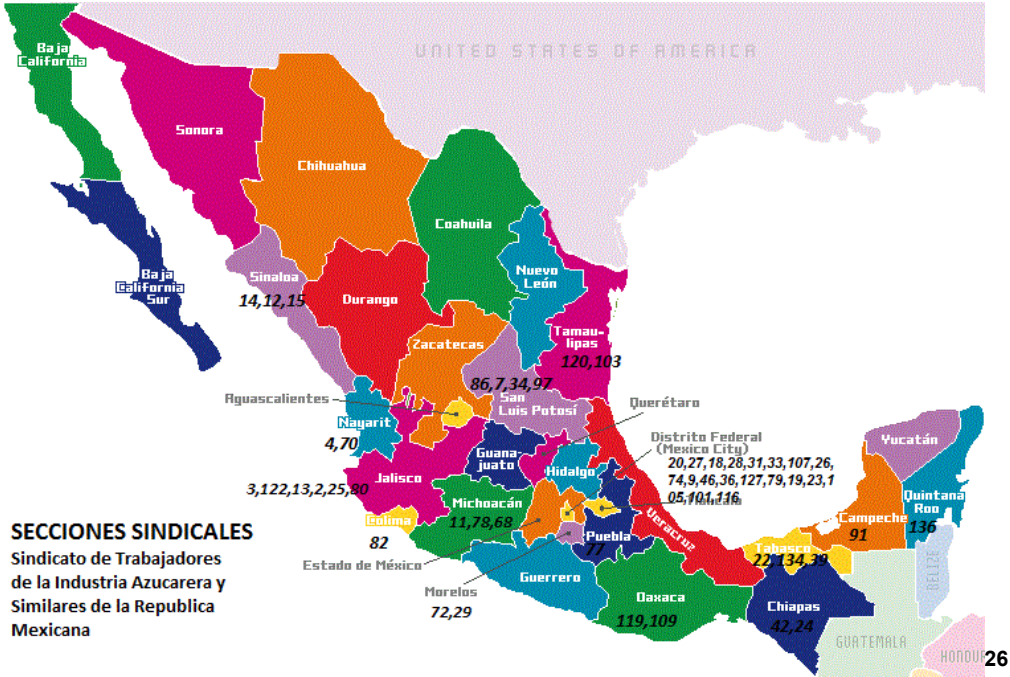 UNITED STATES OF AMERICA
Baja
California
Sonora
Chihuahua
Coahuila
Baja
California
Sur
Sinaloa
14,12,15
Durango
Nuevo
León
Tamau-
lipas
120,103
Zacatecas
86,7,34,97
San
Luis Potosí
Aguascalientes
Nayarit
4,70
Querétaro
Distrito Federal
(Mexico City)
20,27,18,28,31,33,107,26,
74,9,46,36,127,79,19,23,1
05,101,116
Guana-
juato
Hidalgo
Jalisco
3,122,13,2,25,80
Michoacán
11,78,68
Colima
82
Tlaxcala
Veracruz
Puebla
77
Estado de México
Morelos
72,29
Guerrero
Oaxaca
119,109
Yucatán
Quintana
Roo
136
Campeche
91
Tabasco
22,134,39
Chiapas
42,24
BELIZE
GUATEMALA
HONDUR
26
SECCIONES SINDICALES
Sindicato de Trabajadores
de la Industria Azucarera y
Similares de la Republica
Mexicana